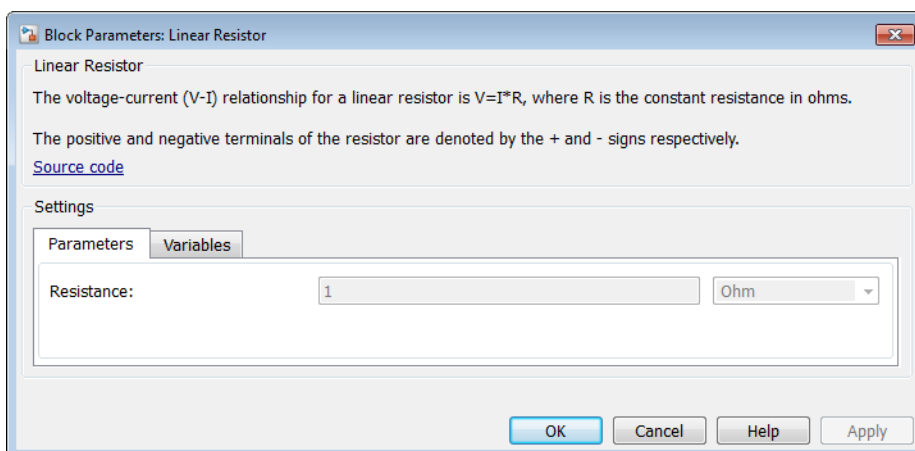 Block Parameters: Linear Resistor
Linear Resistor
The voltage-current (V-I) relationship for a linear resistor is V=I*R, where R is the constant resistance in ohms.
The positive and negative terminals of the resistor are denoted by the + and - signs respectively.
Source code
Settings
Parameters Variables
Resistance: 1 Ohm
OK Cancel Help Apply